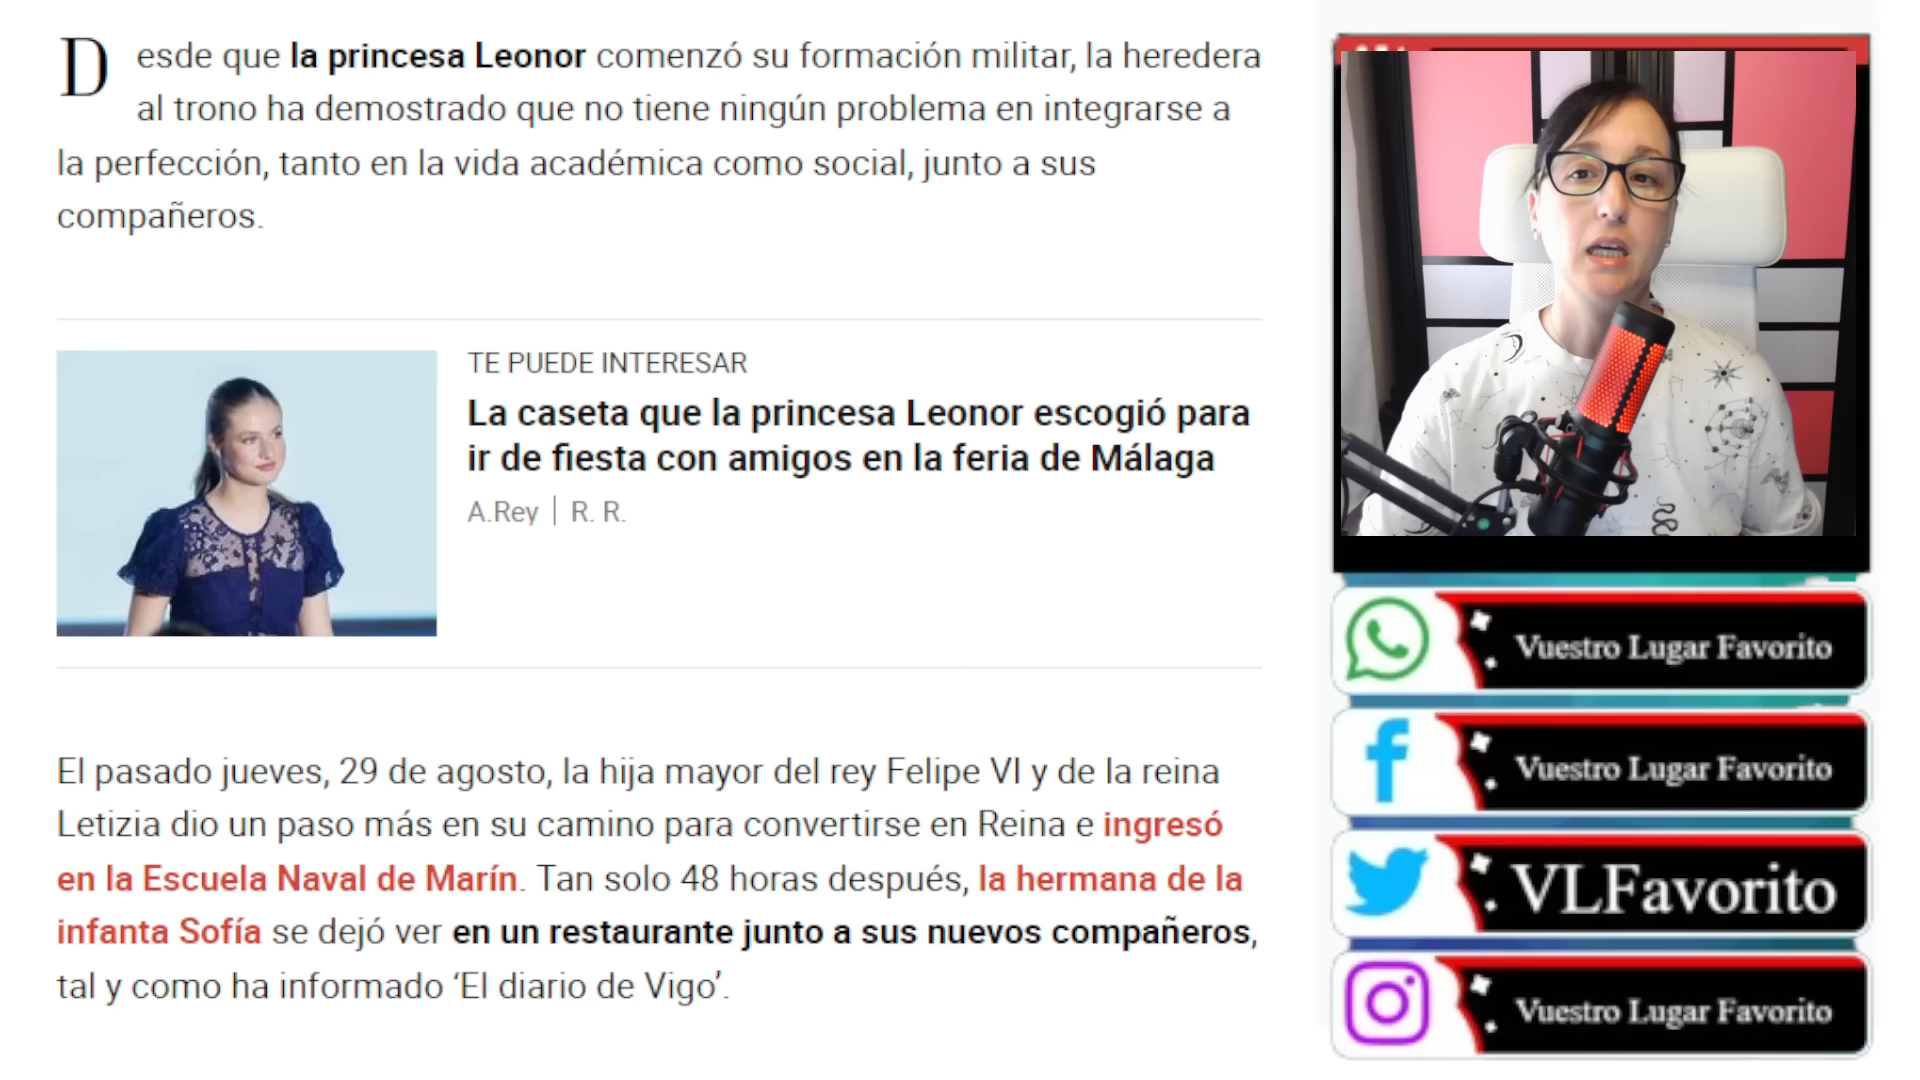 Desde que la princesa Leonor comenzó su formación militar, la heredera
al trono ha demostrado que no tiene ningún problema en integrarse a
la perfección, tanto en la vida académica como social, junto a sus
compañeros.
TE PUEDE INTERESAR
La caseta que la princesa Leonor escogió para
ir de fiesta con amigos en la feria de Málaga
A.Rey | R. R.
El pasado jueves, 29 de agosto, la hija mayor del rey Felipe VI y de la reina
Letizia dio un paso más en su camino para convertirse en Reina e ingresó
en la Escuela Naval de Marín. Tan solo 48 horas después, la hermana de la
infanta Sofía se dejó ver en un restaurante junto a sus nuevos compañeros,
tal y como ha informado ‘El diario de Vigo’.
Vuestro Lugar Favorito
Vuestro Lugar Favorito
VLFavorito
Vuestro Lugar Favorito